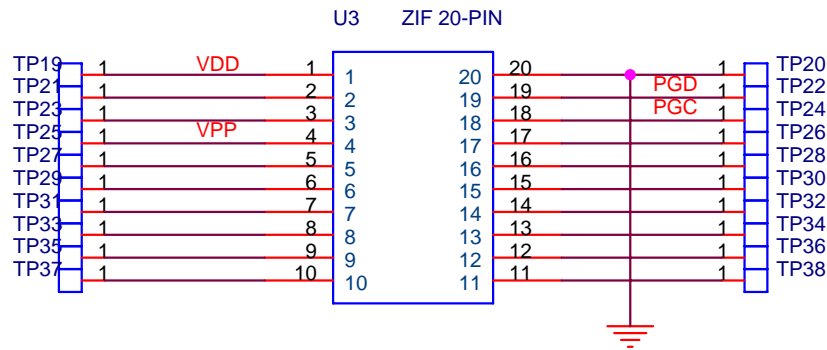 U3 ZIF 20-PIN
TP19 1 VDD 1 1 20 20 1 TP20
TP21 1 2 2 19 19 PGD 1 TP22
TP23 1 3 3 18 18 PGC 1 TP24
TP25 1 VPP 4 4 17 17 1 TP26
TP27 1 5 5 16 16 1 TP28
TP29 1 6 6 15 15 1 TP30
TP31 1 7 7 14 14 1 TP32
TP33 1 8 8 13 13 1 TP34
TP35 1 9 9 12 12 1 TP36
TP37 1 10 10 11 11 1 TP38